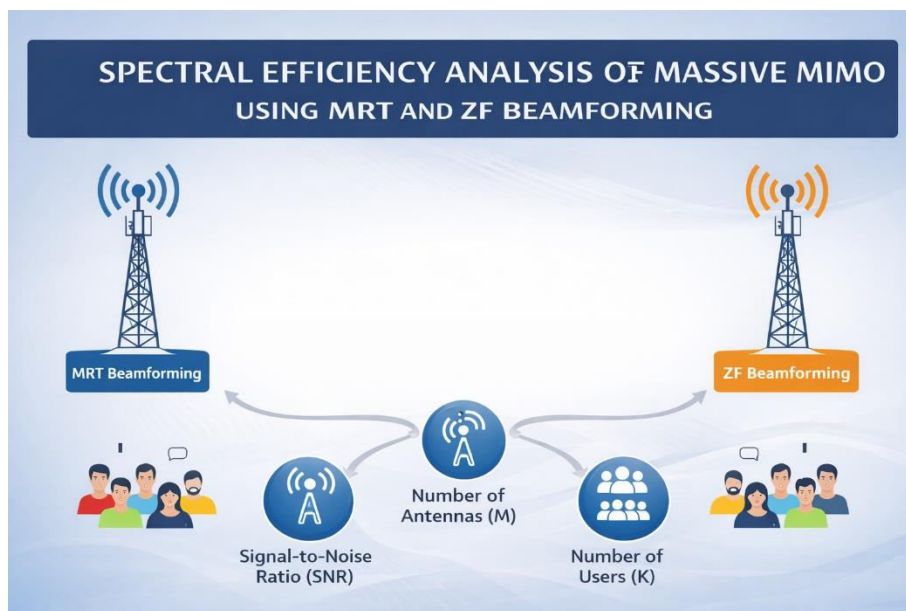 SPECTRAL EFFICIENCY ANALYSIS OF MASSIVE MIMO
USING MRT AND ZF BEAMFORMING
MRT Beamforming
ZF Beamforming
Number of
Antennas (M)
Signal-to-Noise
Ratio (SNR)
Number of
Users (K)